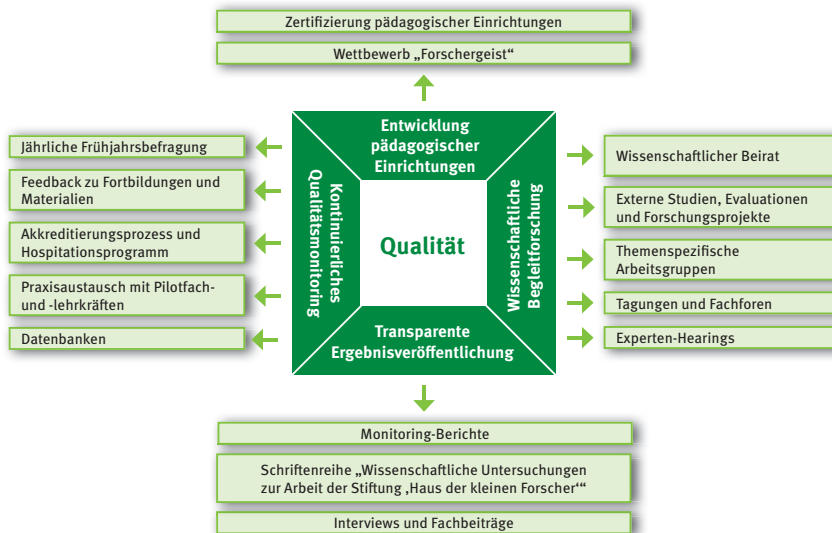 Zertifizierung pädagogischer Einrichtungen
Wettbewerb „Forschergeist“
Entwicklung
pädagogischer
Einrichtungen
Jährliche Frühjahrsbefragung
Feedback zu Fortbildungen und
Materialien
Akkreditierungsprozess und
Hospitationsprogramm
Praxisaustausch mit Pilotfach-
und -lehrkräften
Datenbanken
Kontinuierliches
Qualitätsmonitoring
Qualität
Wissenschaftliche
Begleitforschung
Wissenschaftlicher Beirat
Externe Studien, Evaluationen
und Forschungsprojekte
Themenspezifische
Arbeitsgruppen
Tagungen und Fachforen
Experten-Hearings
Transparente
Ergebnisveröffentlichung
Monitoring-Berichte
Schriftenreihe „Wissenschaftliche Untersuchungen
zur Arbeit der Stiftung ‚Haus der kleinen Forscher‘“
Interviews und Fachbeiträge